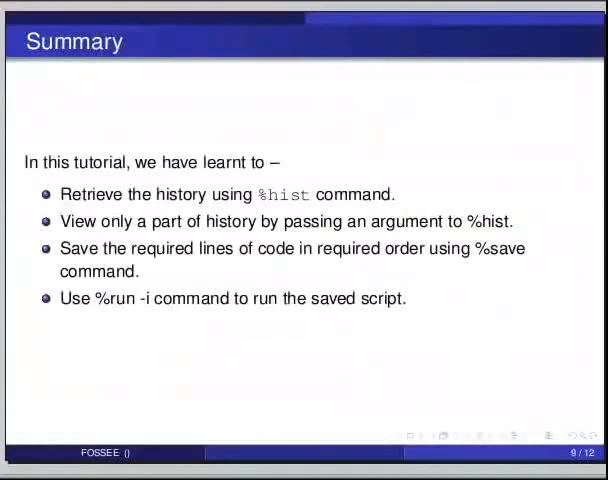 Summary
In this tutorial, we have learnt to –
Retrieve the history using %hist command.
View only a part of history by passing an argument to %hist.
Save the required lines of code in required order using %save
command.
Use %run -i command to run the saved script.
FOSSEE ()
9 / 12